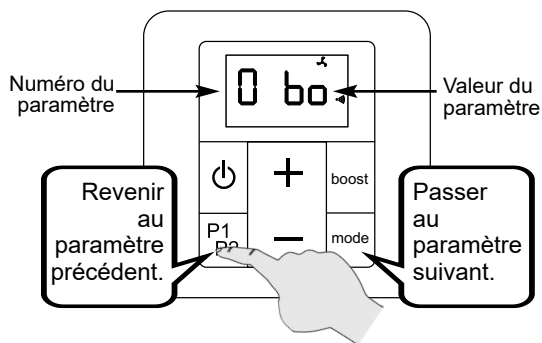 Numéro du
paramètre
0 bo
Valeur du
paramètre
boost
Revenir
au
paramètre
précédent.
P1
P2
mode
Passer
au
paramètre
suivant.